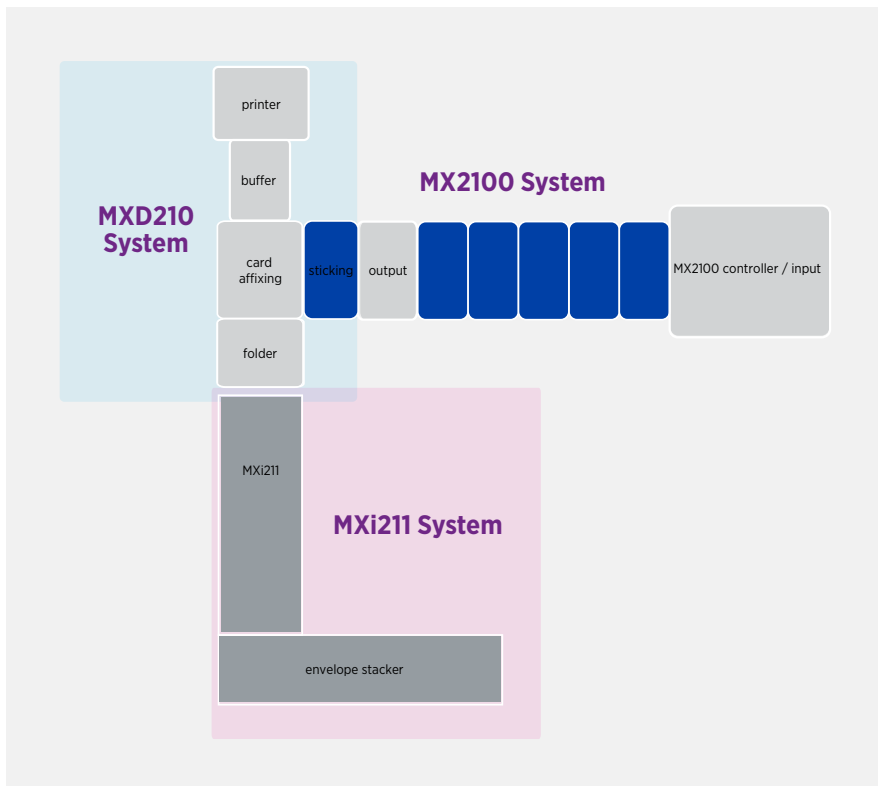 printer
buffer
MXD210
System
card
affixing
sticking
output
MX2100 System
MX2100 controller / input
folder
MXi211
MXi211 System
envelope stacker